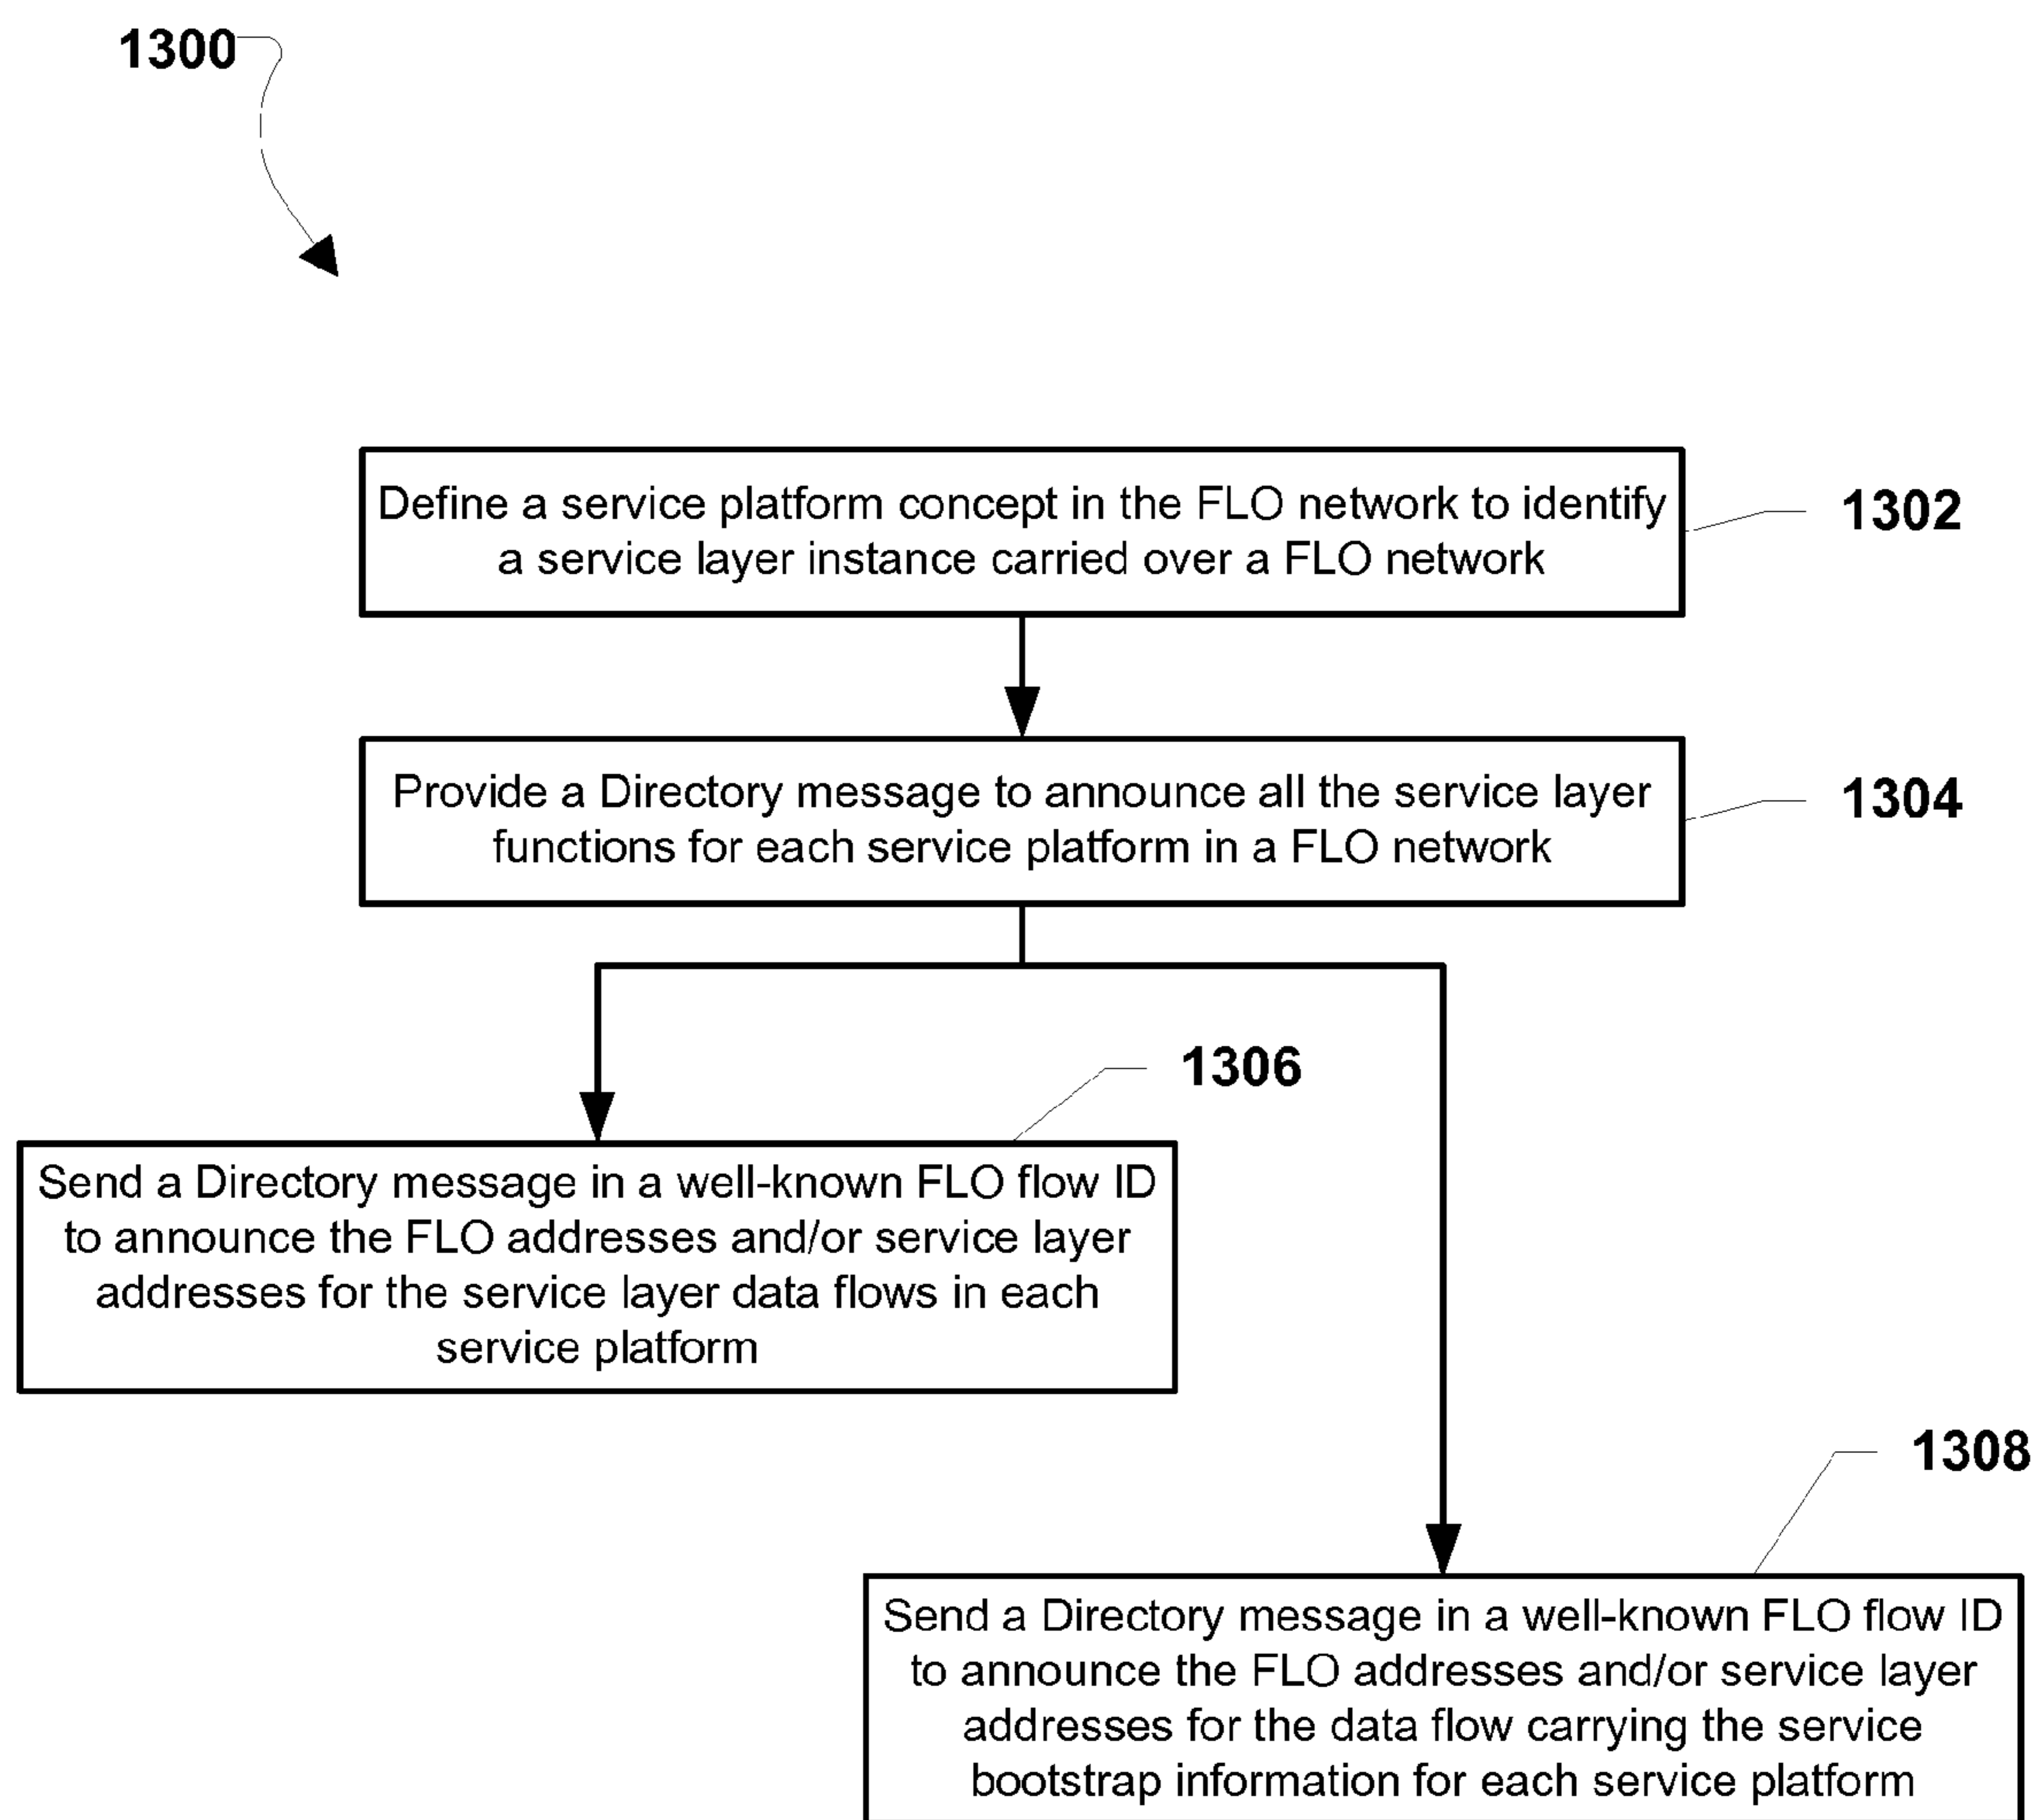 1300
Define a service platform concept in the FLO network to identify
a service layer instance carried over a FLO network
1302
Provide a Directory message to announce all the service layer
functions for each service platform in a FLO network
1304
1306
Send a Directory message in a well-known FLO flow ID
to announce the FLO addresses and/or service layer
addresses for the service layer data flows in each
service platform
1308
Send a Directory message in a well-known FLO flow ID
to announce the FLO addresses and/or service layer
addresses for the data flow carrying the service
bootstrap information for each service platform